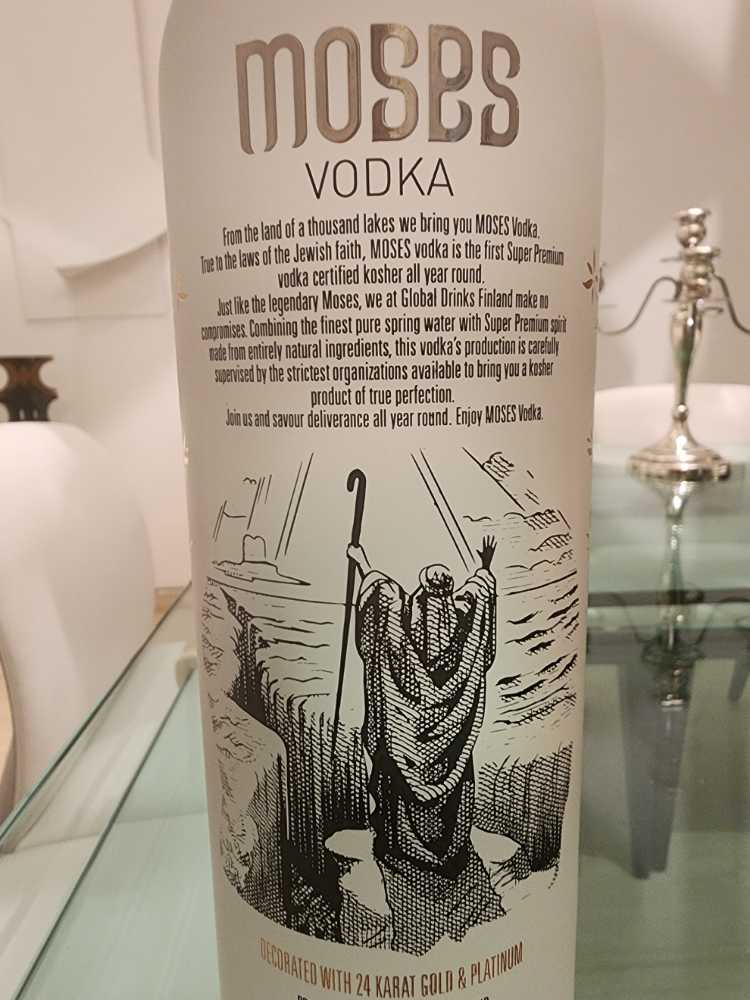 moses
VODKA
From the land of a thousand lakes we bring you MOSES Vodka.
True to the laws of the Jewish faith, MOSES vodka is the first Super Premium
vodka certified kosher all year round.
Just like the legendary Moses, we at Global Drinks Finland make no
compromises. Combining the finest pure spring water with Super Premium spirit
made from entirely natural ingredients, this vodka's production is carefully
supervised by the strictest organizations available to bring you a kosher
product of true perfection.
Join us and savour deliverance all year round. Enjoy MOSES Vodka.
DECORATED WITH 24 KARAT GOLD & PLATINUM